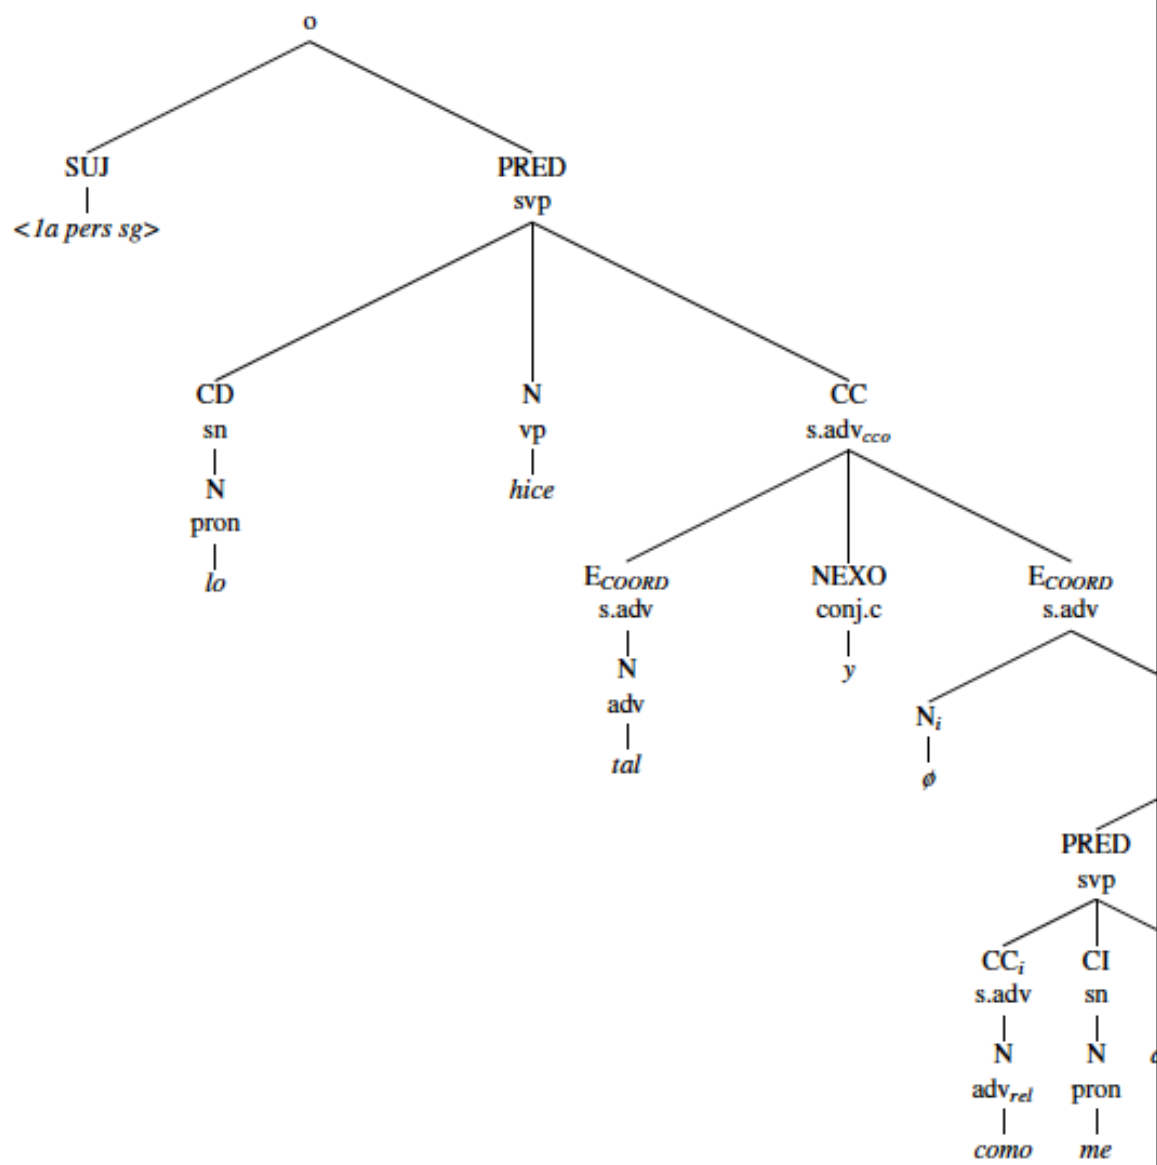 o
SUJ PRED
<1a pers sg> svp
CD N CC
sn vp s.adv_cco
N hice
pron
lo
E_COORD NEXO E_COORD
s.adv conj.c s.adv
N y
adv N_i
tal ø
PRED
svp
CC_i CI
s.adv sn
N N
adv_rel pron
como me